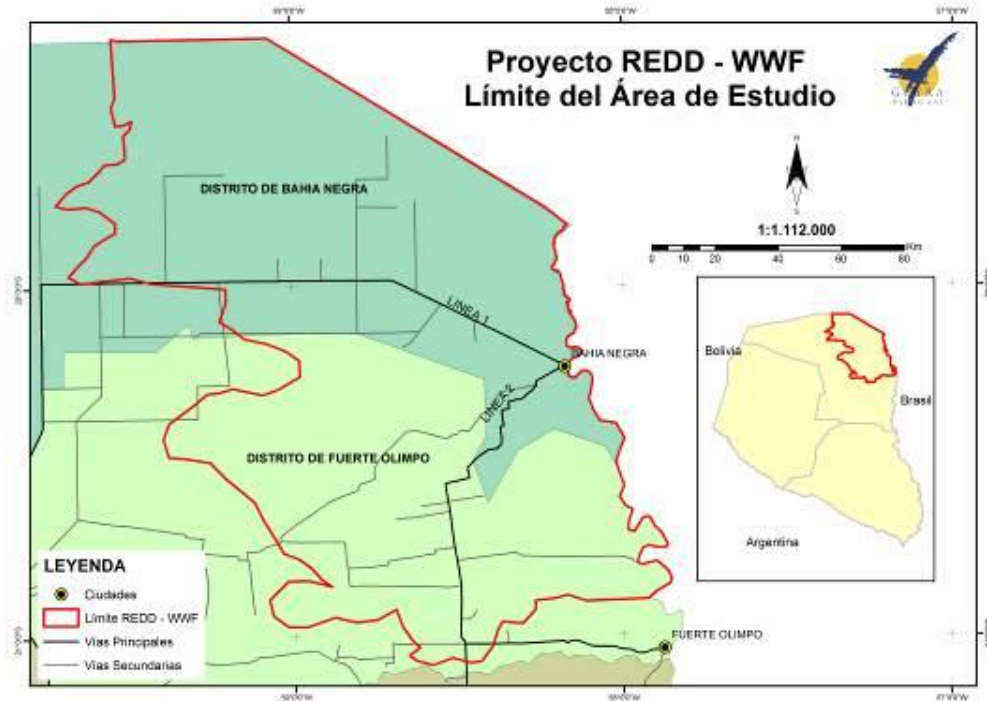 Proyecto REDD - WWF
Límite del Área de Estudio
DISTRITO DE BAHIA NEGRA
1:1.112.000
Km
0 10 20 40 60 80
LINEA 1
BAHIA NEGRA
LINEA 2
Bolivia
Brasil
Argentina
DISTRITO DE FUERTE OLIMPO
LEYENDA
Ciudades
Límite REDD - WWF
Vías Principales
Vías Secundarias
FUERTE OLIMPO